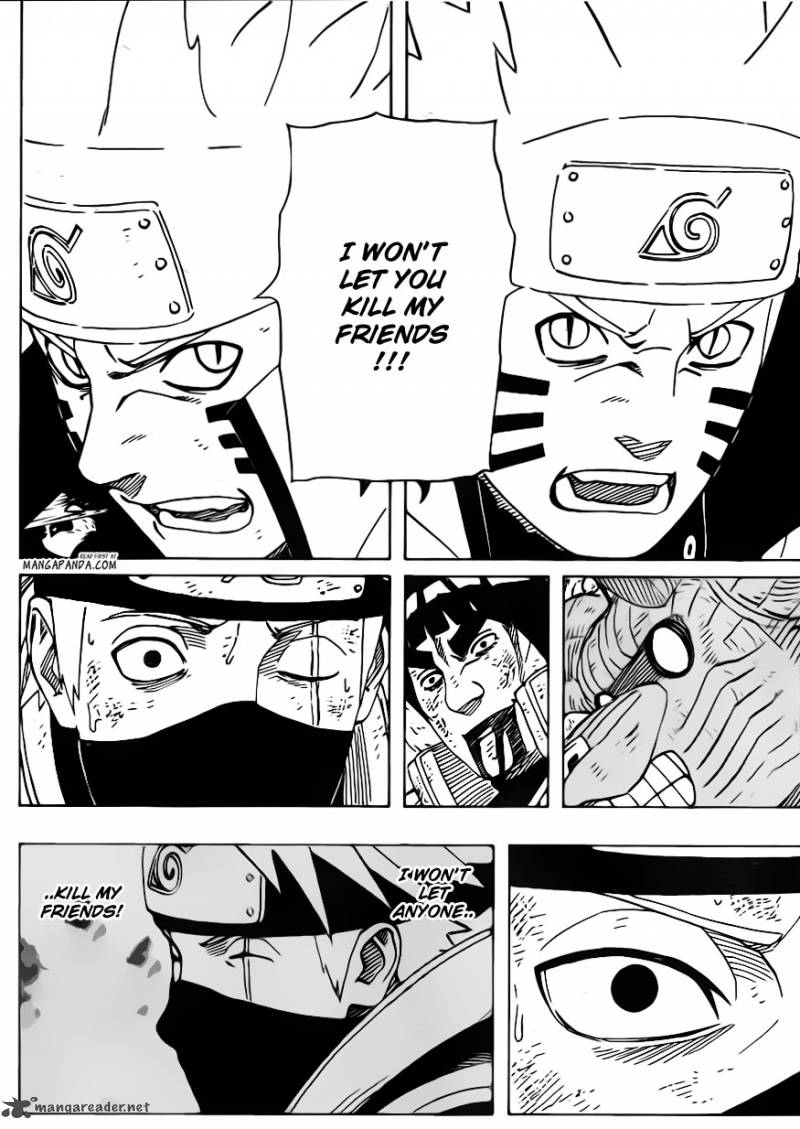 I WON'T
LET YOU
KILL MY
FRIENDS
!!!
READ FIRST AT
MANGAPANDA.COM
I WON'T
LET
ANYONE..
..KILL MY
FRIENDS!
mangareader.net